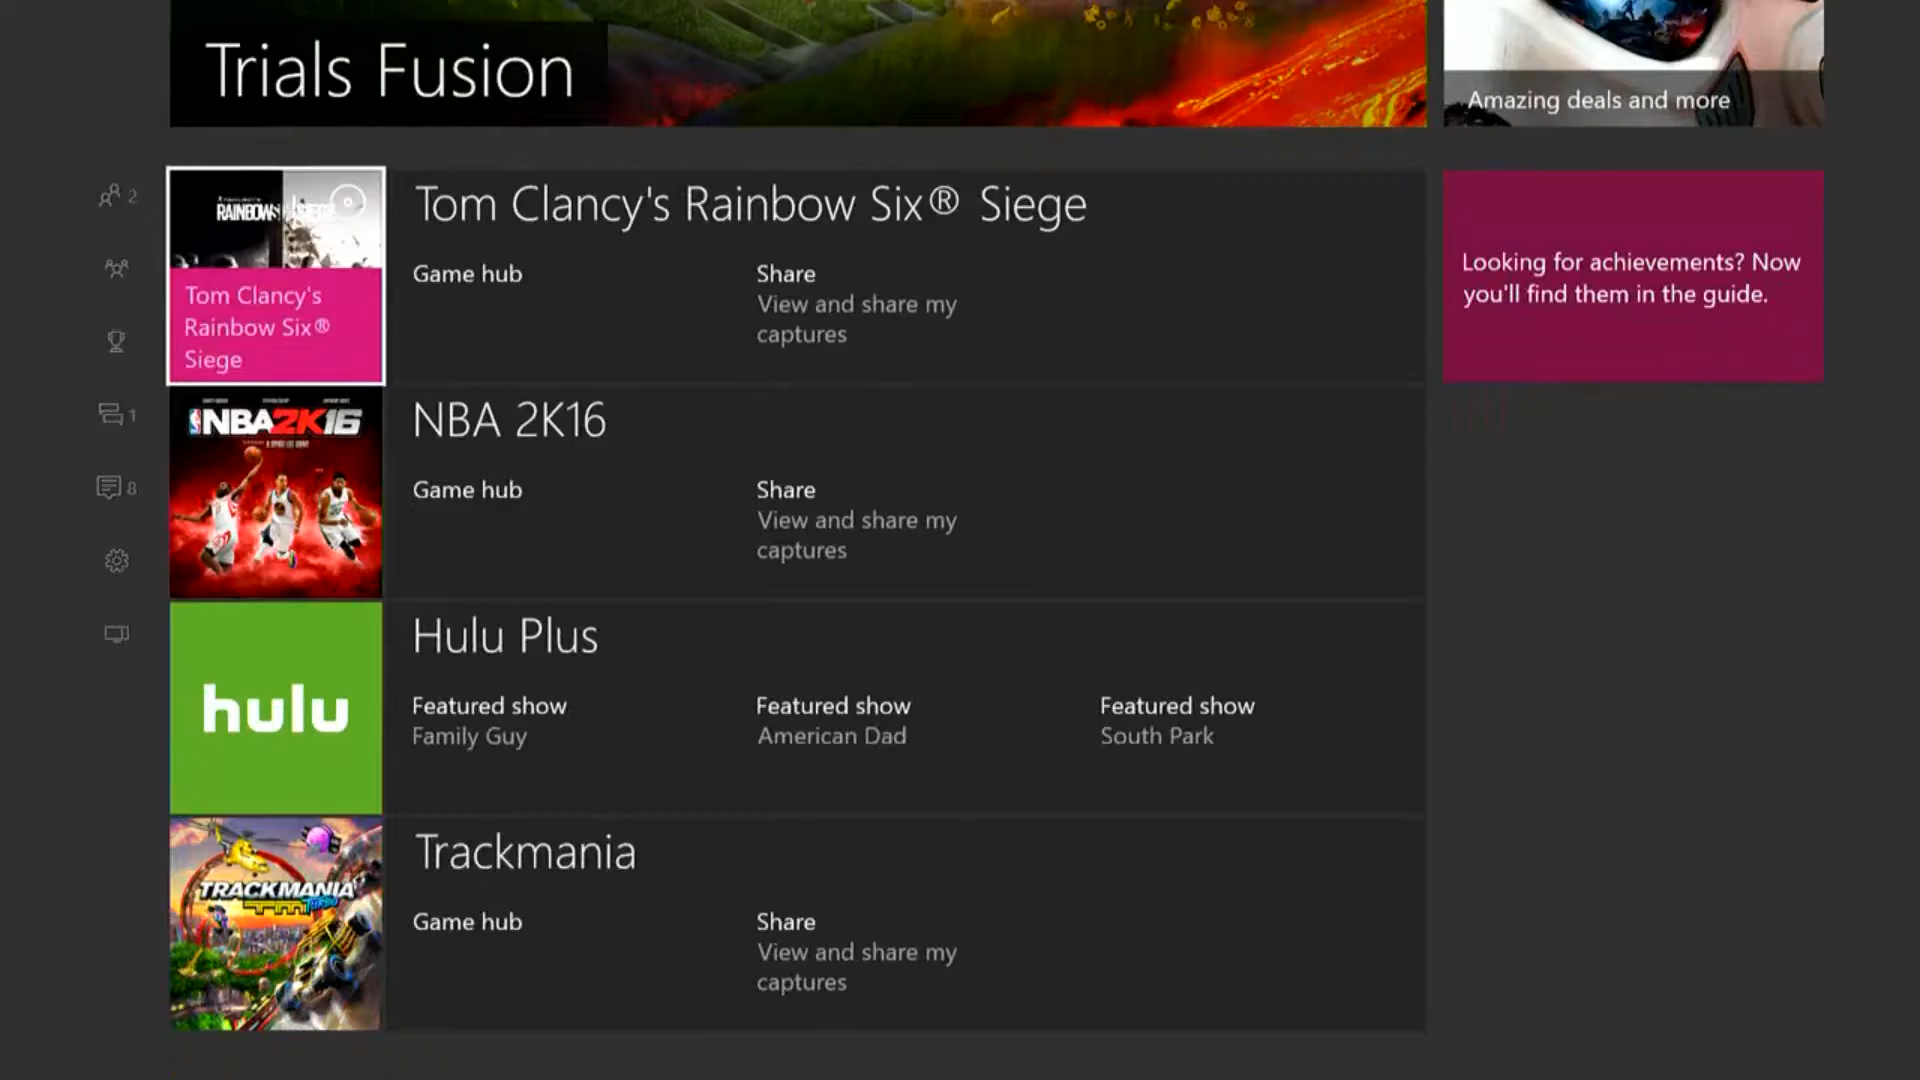 Trials Fusion
Amazing deals and more
2
1
8
RAINBOW SIEGE
Tom Clancy's
Rainbow Six®
Siege
Tom Clancy's Rainbow Six® Siege
Game hub
Share
View and share my
captures
Looking for achievements? Now
you'll find them in the guide.
NBA2K16
NBA 2K16
Game hub
Share
View and share my
captures
hulu
Hulu Plus
Featured show
Family Guy
Featured show
American Dad
Featured show
South Park
TRACKMANIA
TURBO
Trackmania
Game hub
Share
View and share my
captures